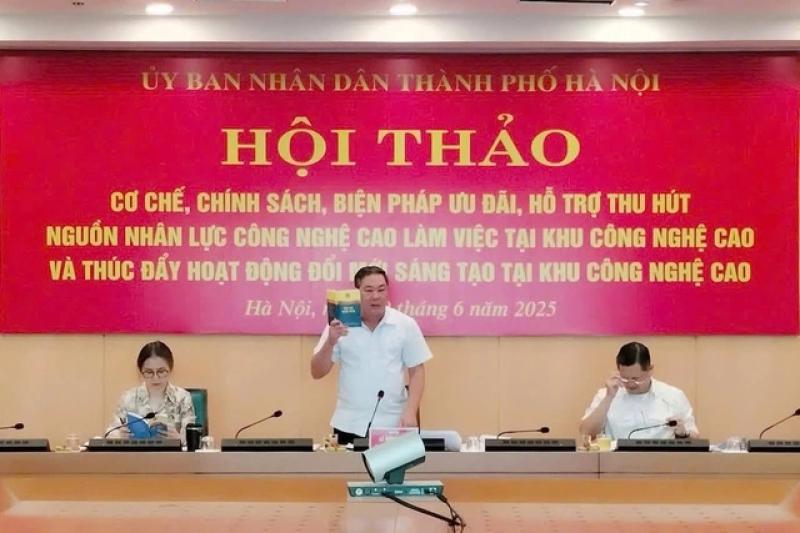 ỦY BAN NHÂN DÂN THÀNH PHỐ HÀ NỘI
HỘI THẢO
CƠ CHẾ, CHÍNH SÁCH, BIỆN PHÁP ƯU ĐÃI, HỖ TRỢ THU HÚT
NGUỒN NHÂN LỰC CÔNG NGHỆ CAO LÀM VIỆC TẠI KHU CÔNG NGHỆ CAO
VÀ THÚC ĐẨY HOẠT ĐỘNG ĐỔI MỚI SÁNG TẠO TẠI KHU CÔNG NGHỆ CAO
Hà Nội, tháng 6 năm 2025